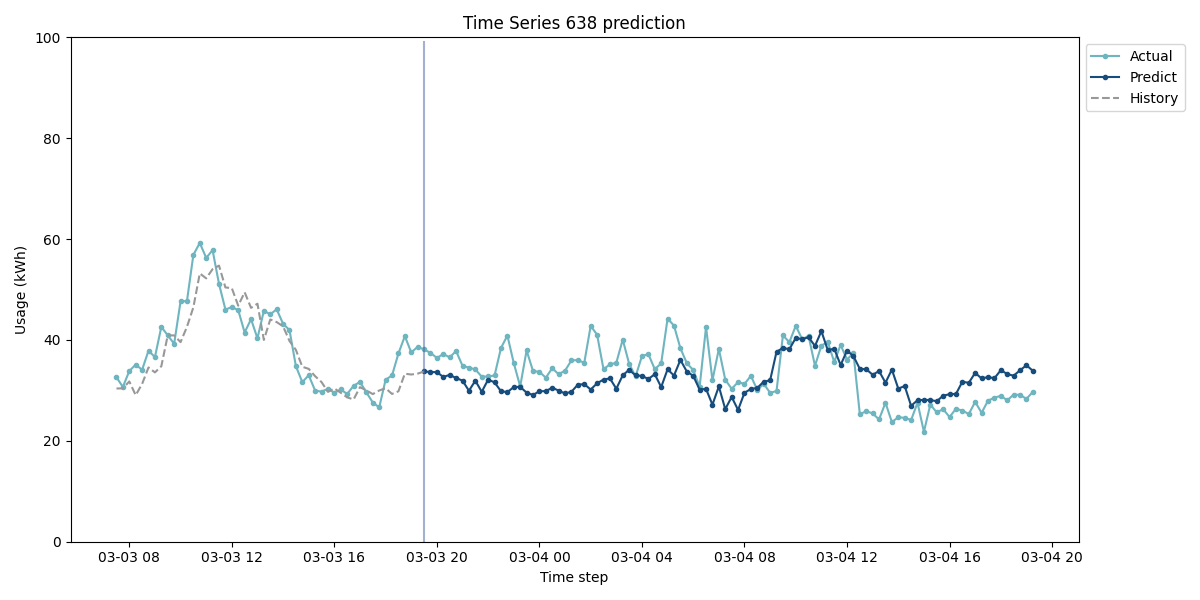 Time Series 638 prediction
100
80
60
40
20
0
Usage (kWh)
03-03 08
03-03 12
03-03 16
03-03 20
03-04 00
03-04 04
03-04 08
03-04 12
03-04 16
03-04 20
Time step
Actual
Predict
History